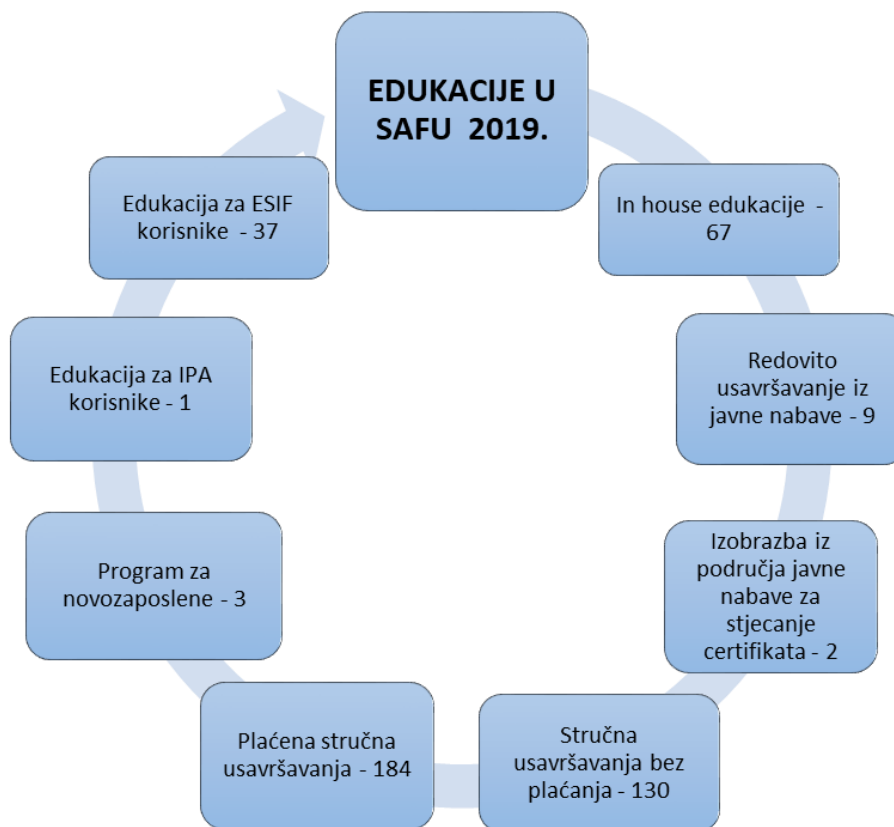 EDUKACIJE U
SAFU 2019.
In house edukacije -
67
Redovito
usavršavanje iz
javne nabave - 9
Izobrazba iz
područja javne
nabave za
stjecanje
certifikata - 2
Stručna
usavršavanja bez
plaćanja - 130
Plaćena stručna
usavršavanja - 184
Program za
novozaposlene - 3
Edukacija za IPA
korisnike - 1
Edukacija za ESIF
korisnike - 37